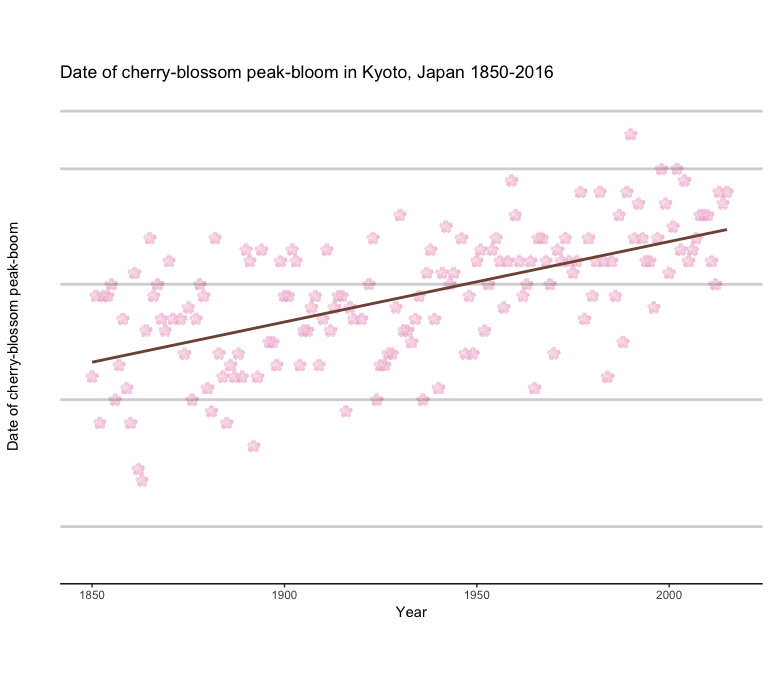 Date of cherry-blossom peak-bloom in Kyoto, Japan 1850-2016
Date of cherry-blossom peak-boom
1850 1900 1950 2000
Year